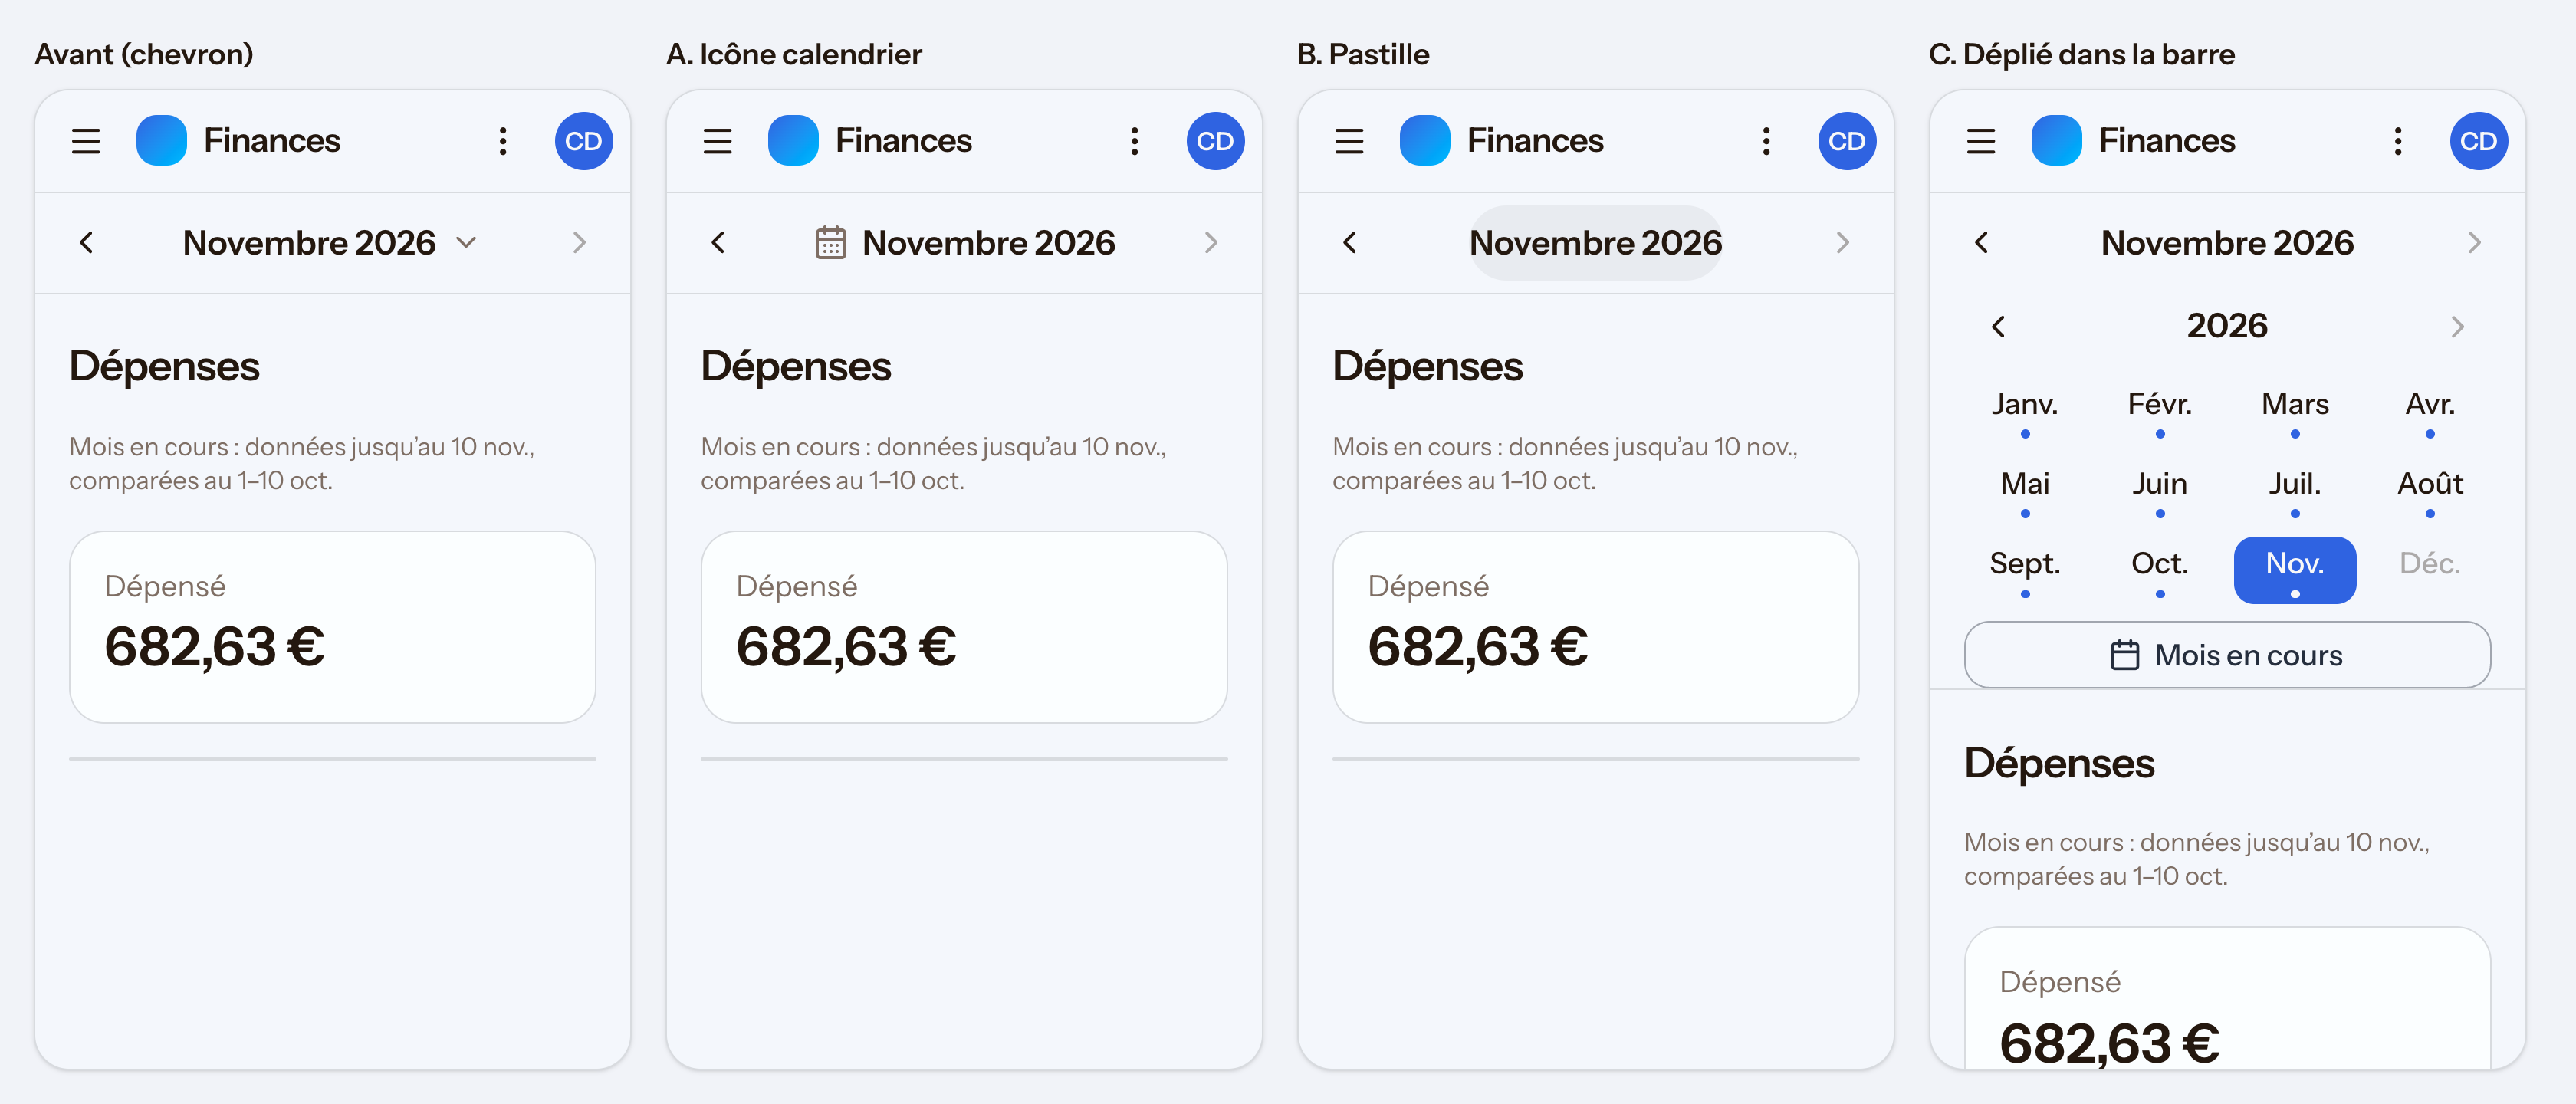 Avant (chevron)
Finances
CD
Novembre 2026
Dépenses
Mois en cours : données jusqu’au 10 nov.,
comparées au 1–10 oct.
Dépensé
682,63 €
A. Icône calendrier
Finances
CD
Novembre 2026
Dépenses
Mois en cours : données jusqu’au 10 nov.,
comparées au 1–10 oct.
Dépensé
682,63 €
B. Pastille
Finances
CD
Novembre 2026
Dépenses
Mois en cours : données jusqu’au 10 nov.,
comparées au 1–10 oct.
Dépensé
682,63 €
C. Déplié dans la barre
Finances
CD
Novembre 2026
2026
Janv. Févr. Mars Avr.
Mai Juin Juil. Août
Sept. Oct. Nov. Déc.
Mois en cours
Dépenses
Mois en cours : données jusqu’au 10 nov.,
comparées au 1–10 oct.
Dépensé
682,63 €